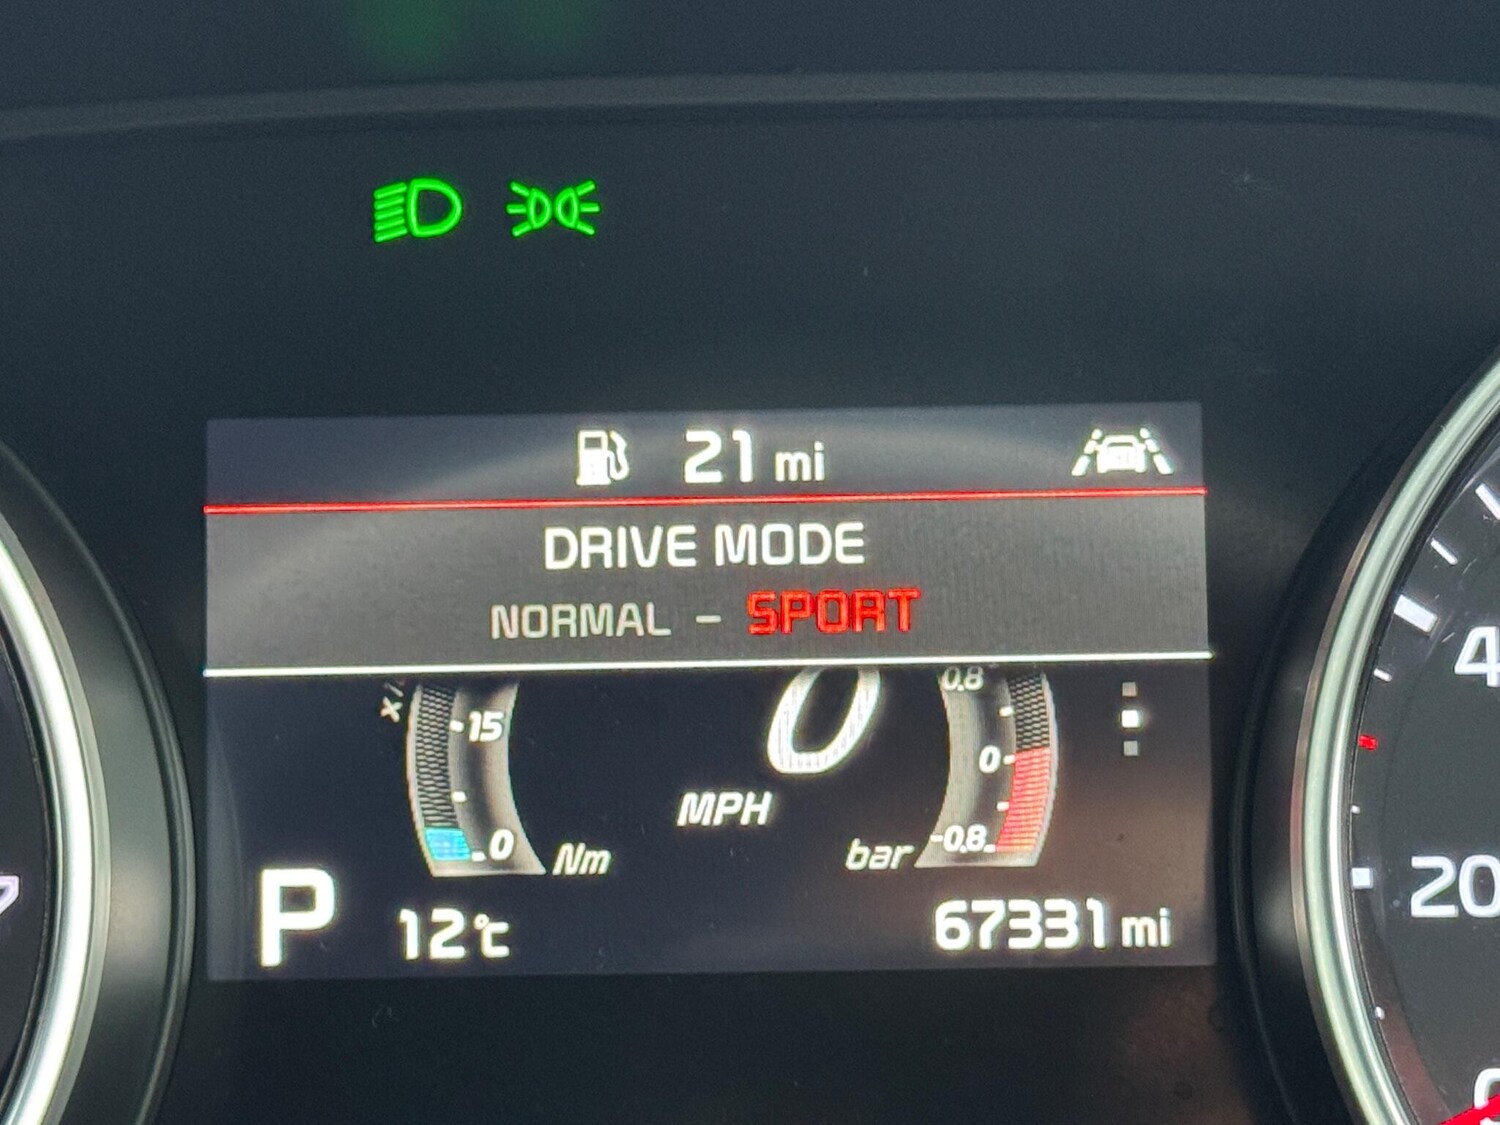 21 mi
DRIVE MODE
NORMAL – SPORT
0.8
15
0
0
MPH
-0.8
0
Nm
bar
P
12°C
67331 mi
4
20